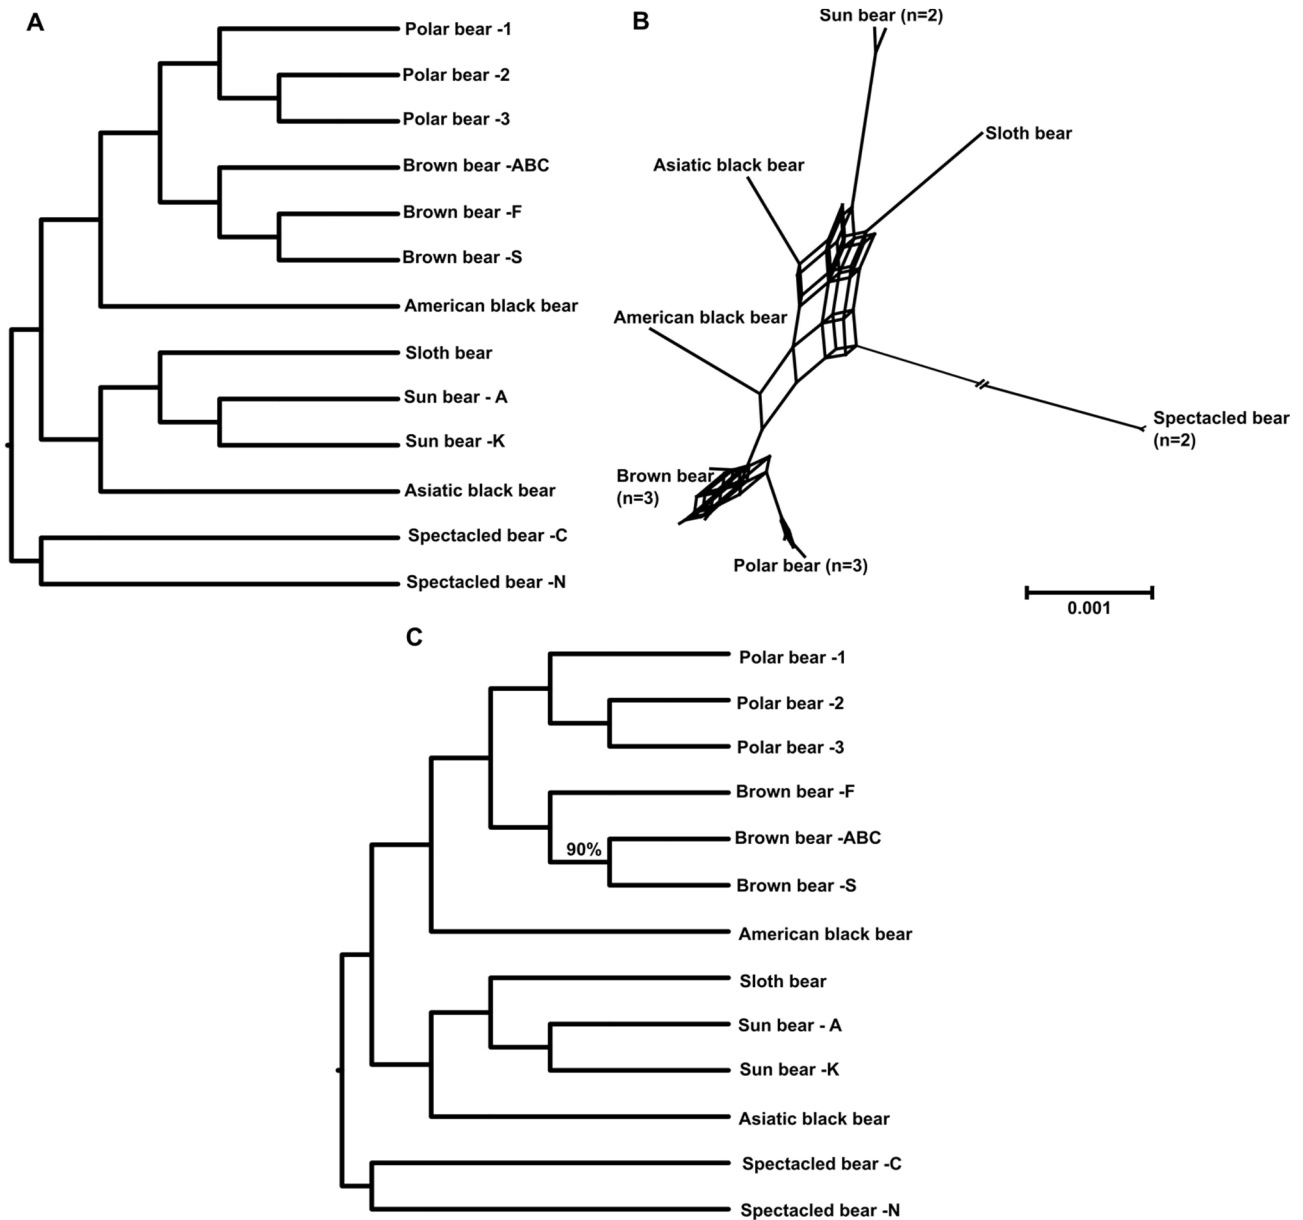 A
Polar bear -1
Polar bear -2
Polar bear -3
Brown bear -ABC
Brown bear -F
Brown bear -S
American black bear
Sloth bear
Sun bear - A
Sun bear -K
Asiatic black bear
Spectacled bear -C
Spectacled bear -N
B
Sun bear (n=2)
Sloth bear
Asiatic black bear
American black bear
Spectacled bear
(n=2)
Brown bear
(n=3)
Polar bear (n=3)
0.001
C
Polar bear -1
Polar bear -2
Polar bear -3
Brown bear -F
90%
Brown bear -ABC
Brown bear -S
American black bear
Sloth bear
Sun bear - A
Sun bear -K
Asiatic black bear
Spectacled bear -C
Spectacled bear -N